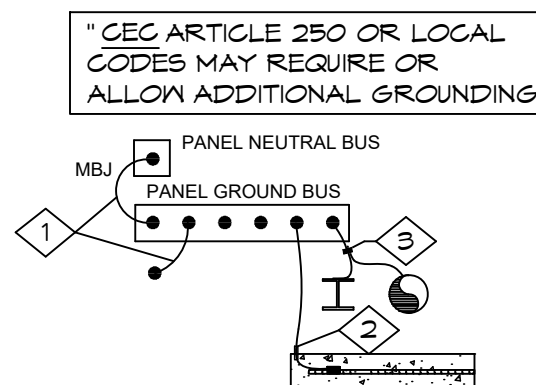 " CEC ARTICLE 250 OR LOCAL
CODES MAY REQUIRE OR
ALLOW ADDITIONAL GROUNDING
PANEL NEUTRAL BUS
MBJ
PANEL GROUND BUS
1
3
2